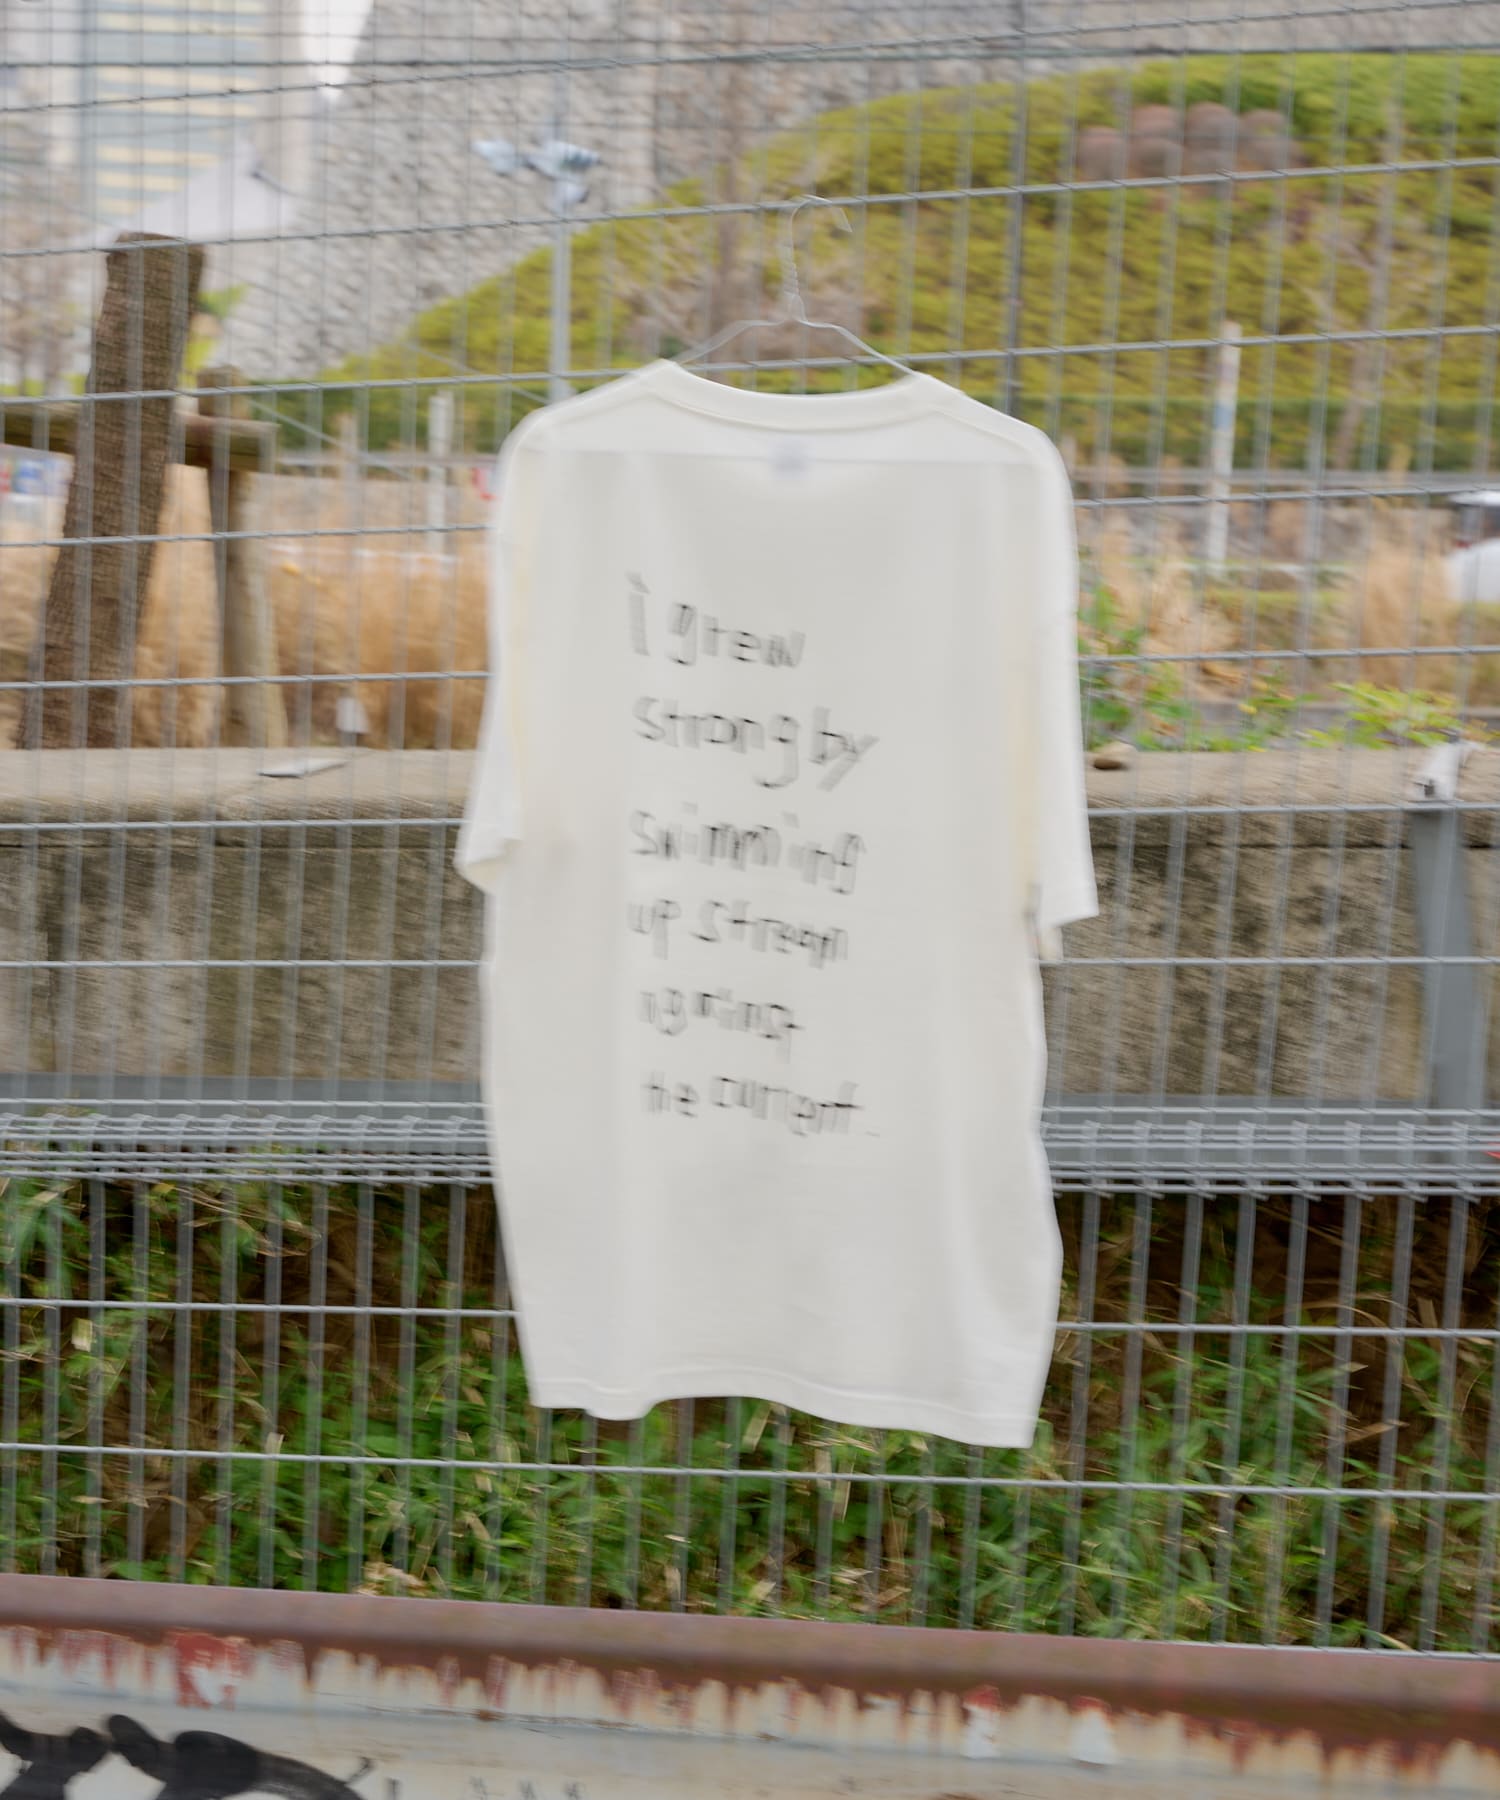 i grew
strong by
swimming
up stream
against
the current..